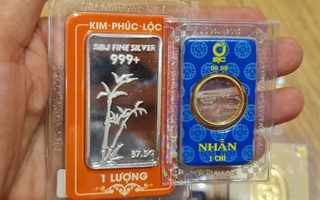 KIM-PHÚC-LỘC
SBJ FINE SILVER
999+
37.5G
1 LƯỢNG
SJC
99.99
NHẪN
1 CHỈ